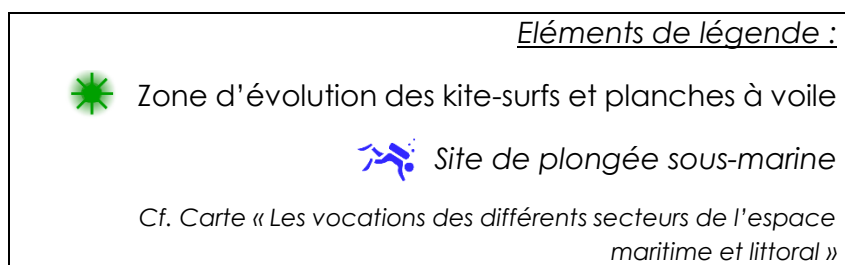 Eléments de légende :
Zone d’évolution des kite-surfs et planches à voile
Site de plongée sous-marine
Cf. Carte « Les vocations des différents secteurs de l’espace
maritime et littoral »